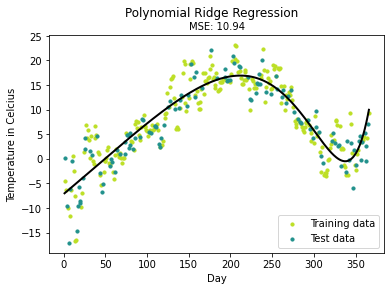 Polynomial Ridge Regression
MSE: 10.94
Temperature in Celcius
25
20
15
10
5
0
−5
−10
−15
0 50 100 150 200 250 300 350
Day
Training data
Test data